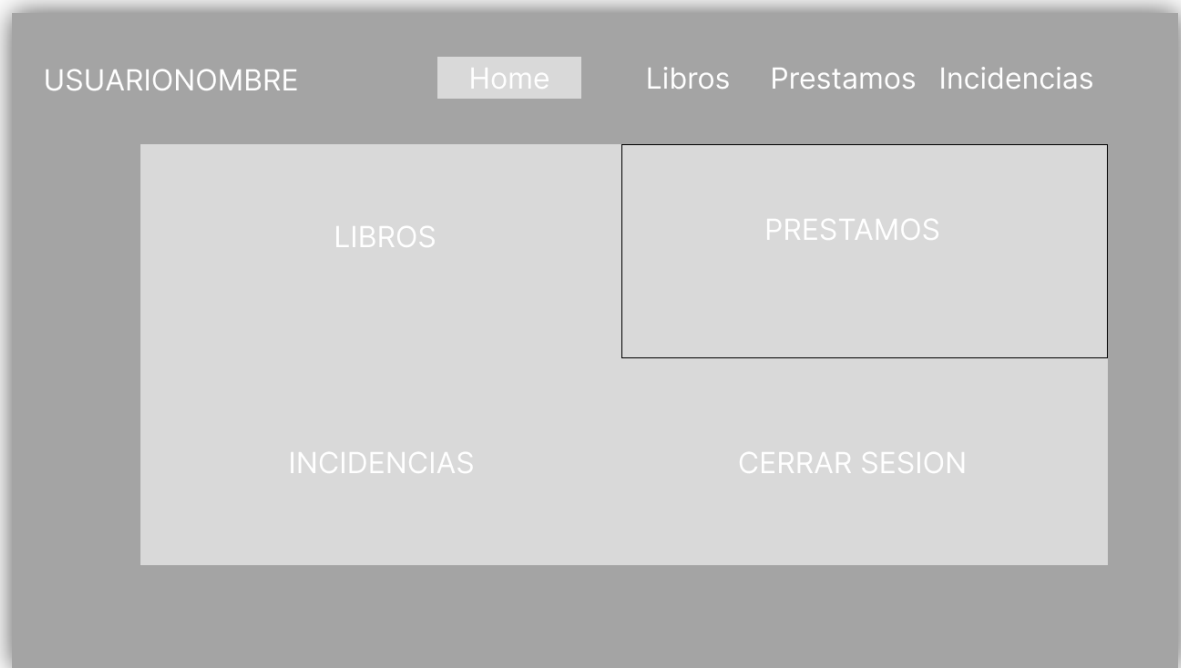 USUARIONOMBRE Home Libros Prestamos Incidencias
LIBROS PRESTAMOS
INCIDENCIAS CERRAR SESION